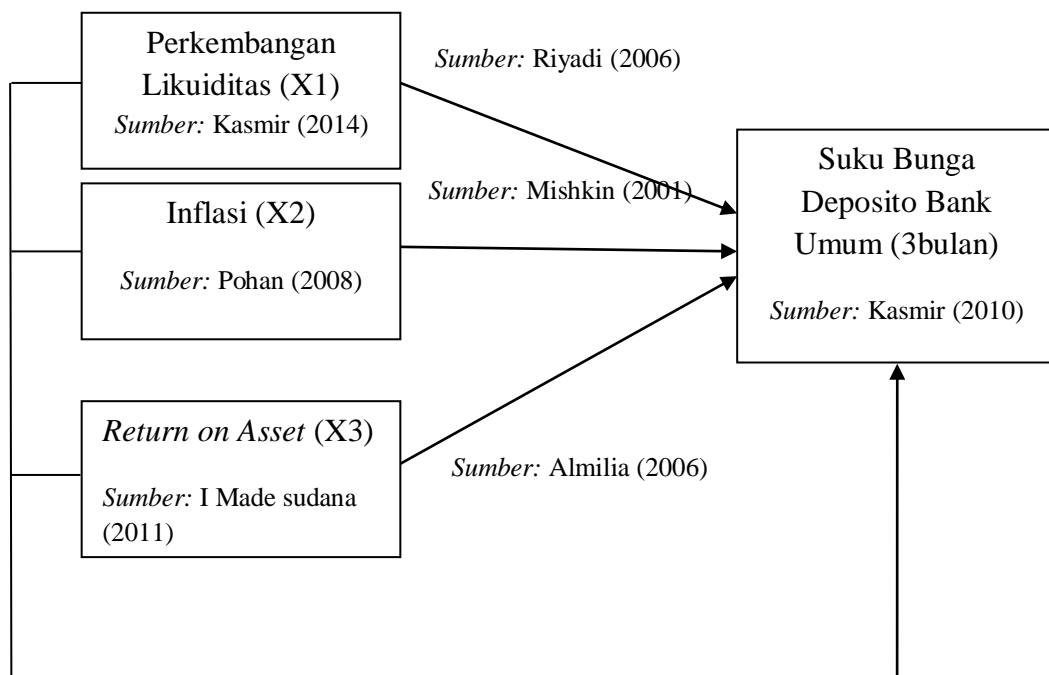 Perkembangan
Likuiditas (X1)
Sumber: Kasmir (2014)
Sumber: Riyadi (2006)
Inflasi (X2)
Sumber: Pohan (2008)
Sumber: Mishkin (2001)
Return on Asset (X3)
Sumber: I Made sudana
(2011)
Sumber: Almilia (2006)
Suku Bunga
Deposito Bank
Umum (3bulan)
Sumber: Kasmir (2010)